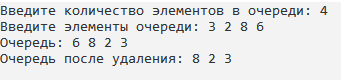 Введите количество элементов в очереди: 4
Введите элементы очереди: 3 2 8 6
Очередь: 6 8 2 3
Очередь после удаления: 8 2 3